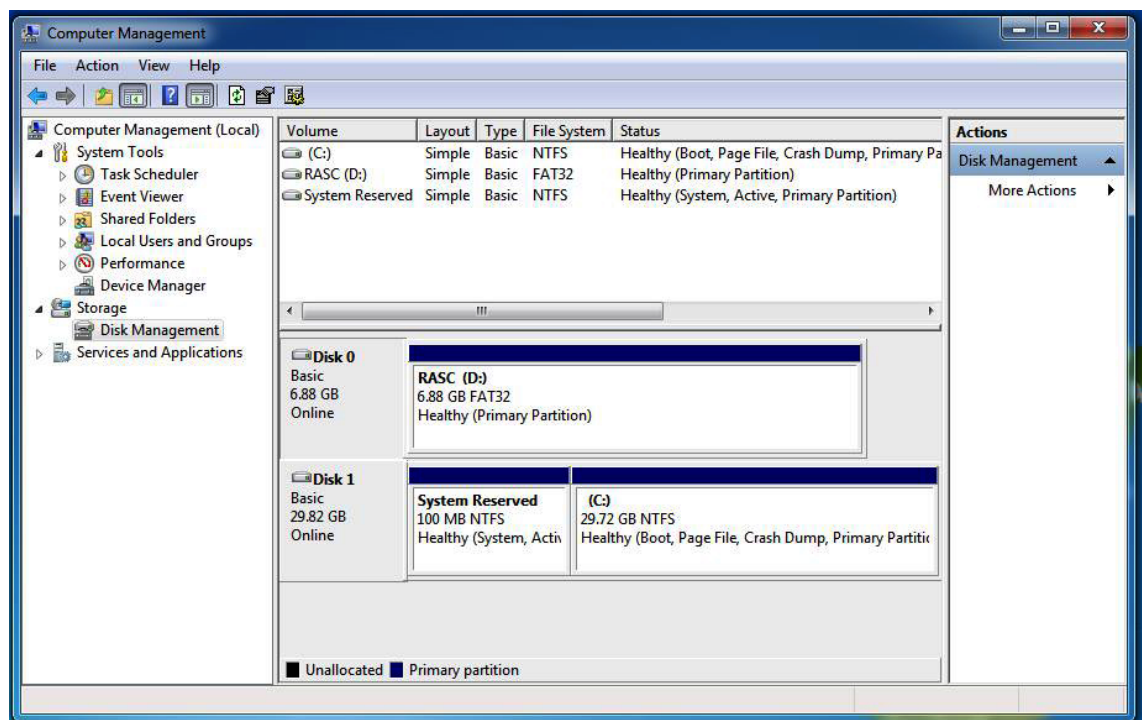 Computer Management
File Action View Help
Computer Management (Local)
System Tools
Task Scheduler
Event Viewer
Shared Folders
Local Users and Groups
Performance
Device Manager
Storage
Disk Management
Services and Applications
Volume Layout Type File System Status
(C:) Simple Basic NTFS Healthy (Boot, Page File, Crash Dump, Primary Pa
RASC (D:) Simple Basic FAT32 Healthy (Primary Partition)
System Reserved Simple Basic NTFS Healthy (System, Active, Primary Partition)
Disk 0
Basic
6.88 GB
Online
RASC (D:)
6.88 GB FAT32
Healthy (Primary Partition)
Disk 1
Basic
29.82 GB
Online
System Reserved
100 MB NTFS
Healthy (System, Activ
(C:)
29.72 GB NTFS
Healthy (Boot, Page File, Crash Dump, Primary Partitic
Unallocated Primary partition
Actions
Disk Management
More Actions